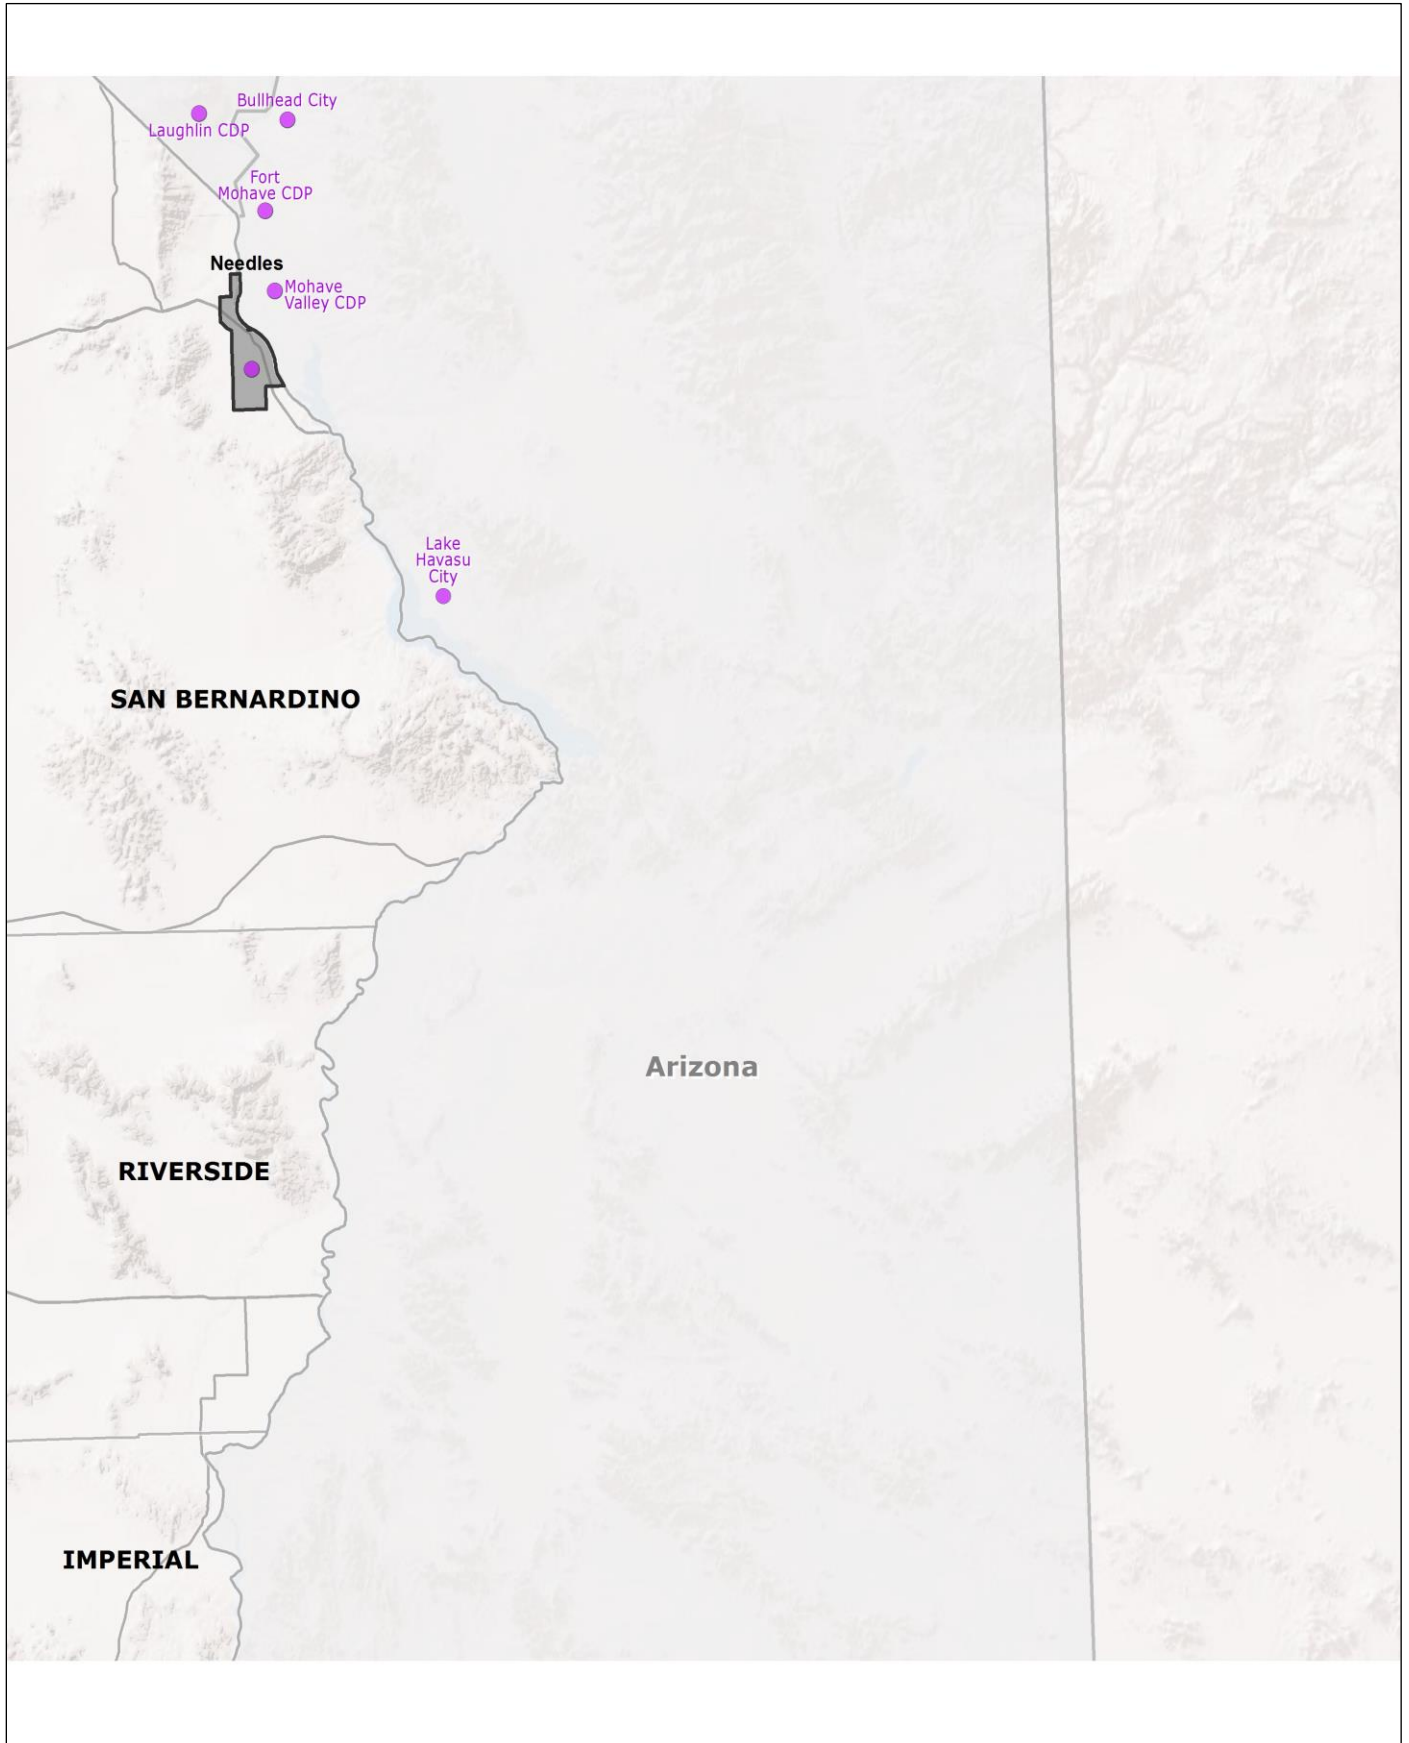 Bullhead City
Laughlin CDP
Fort
Mohave CDP
Needles
Mohave
Valley CDP
Lake
Havasu
City
SAN BERNARDINO
Arizona
RIVERSIDE
IMPERIAL